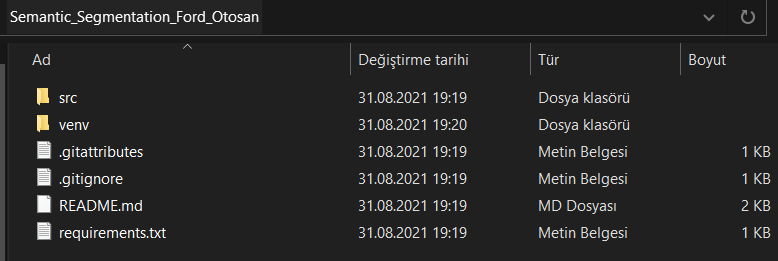 Semantic_Segmentation_Ford_Otosan
Ad Değiştirme tarihi Tür Boyut
src 31.08.2021 19:19 Dosya klasörü
venv 31.08.2021 19:20 Dosya klasörü
.gitattributes 31.08.2021 19:19 Metin Belgesi 1 KB
.gitignore 31.08.2021 19:19 Metin Belgesi 1 KB
README.md 31.08.2021 19:19 MD Dosyası 2 KB
requirements.txt 31.08.2021 19:19 Metin Belgesi 1 KB